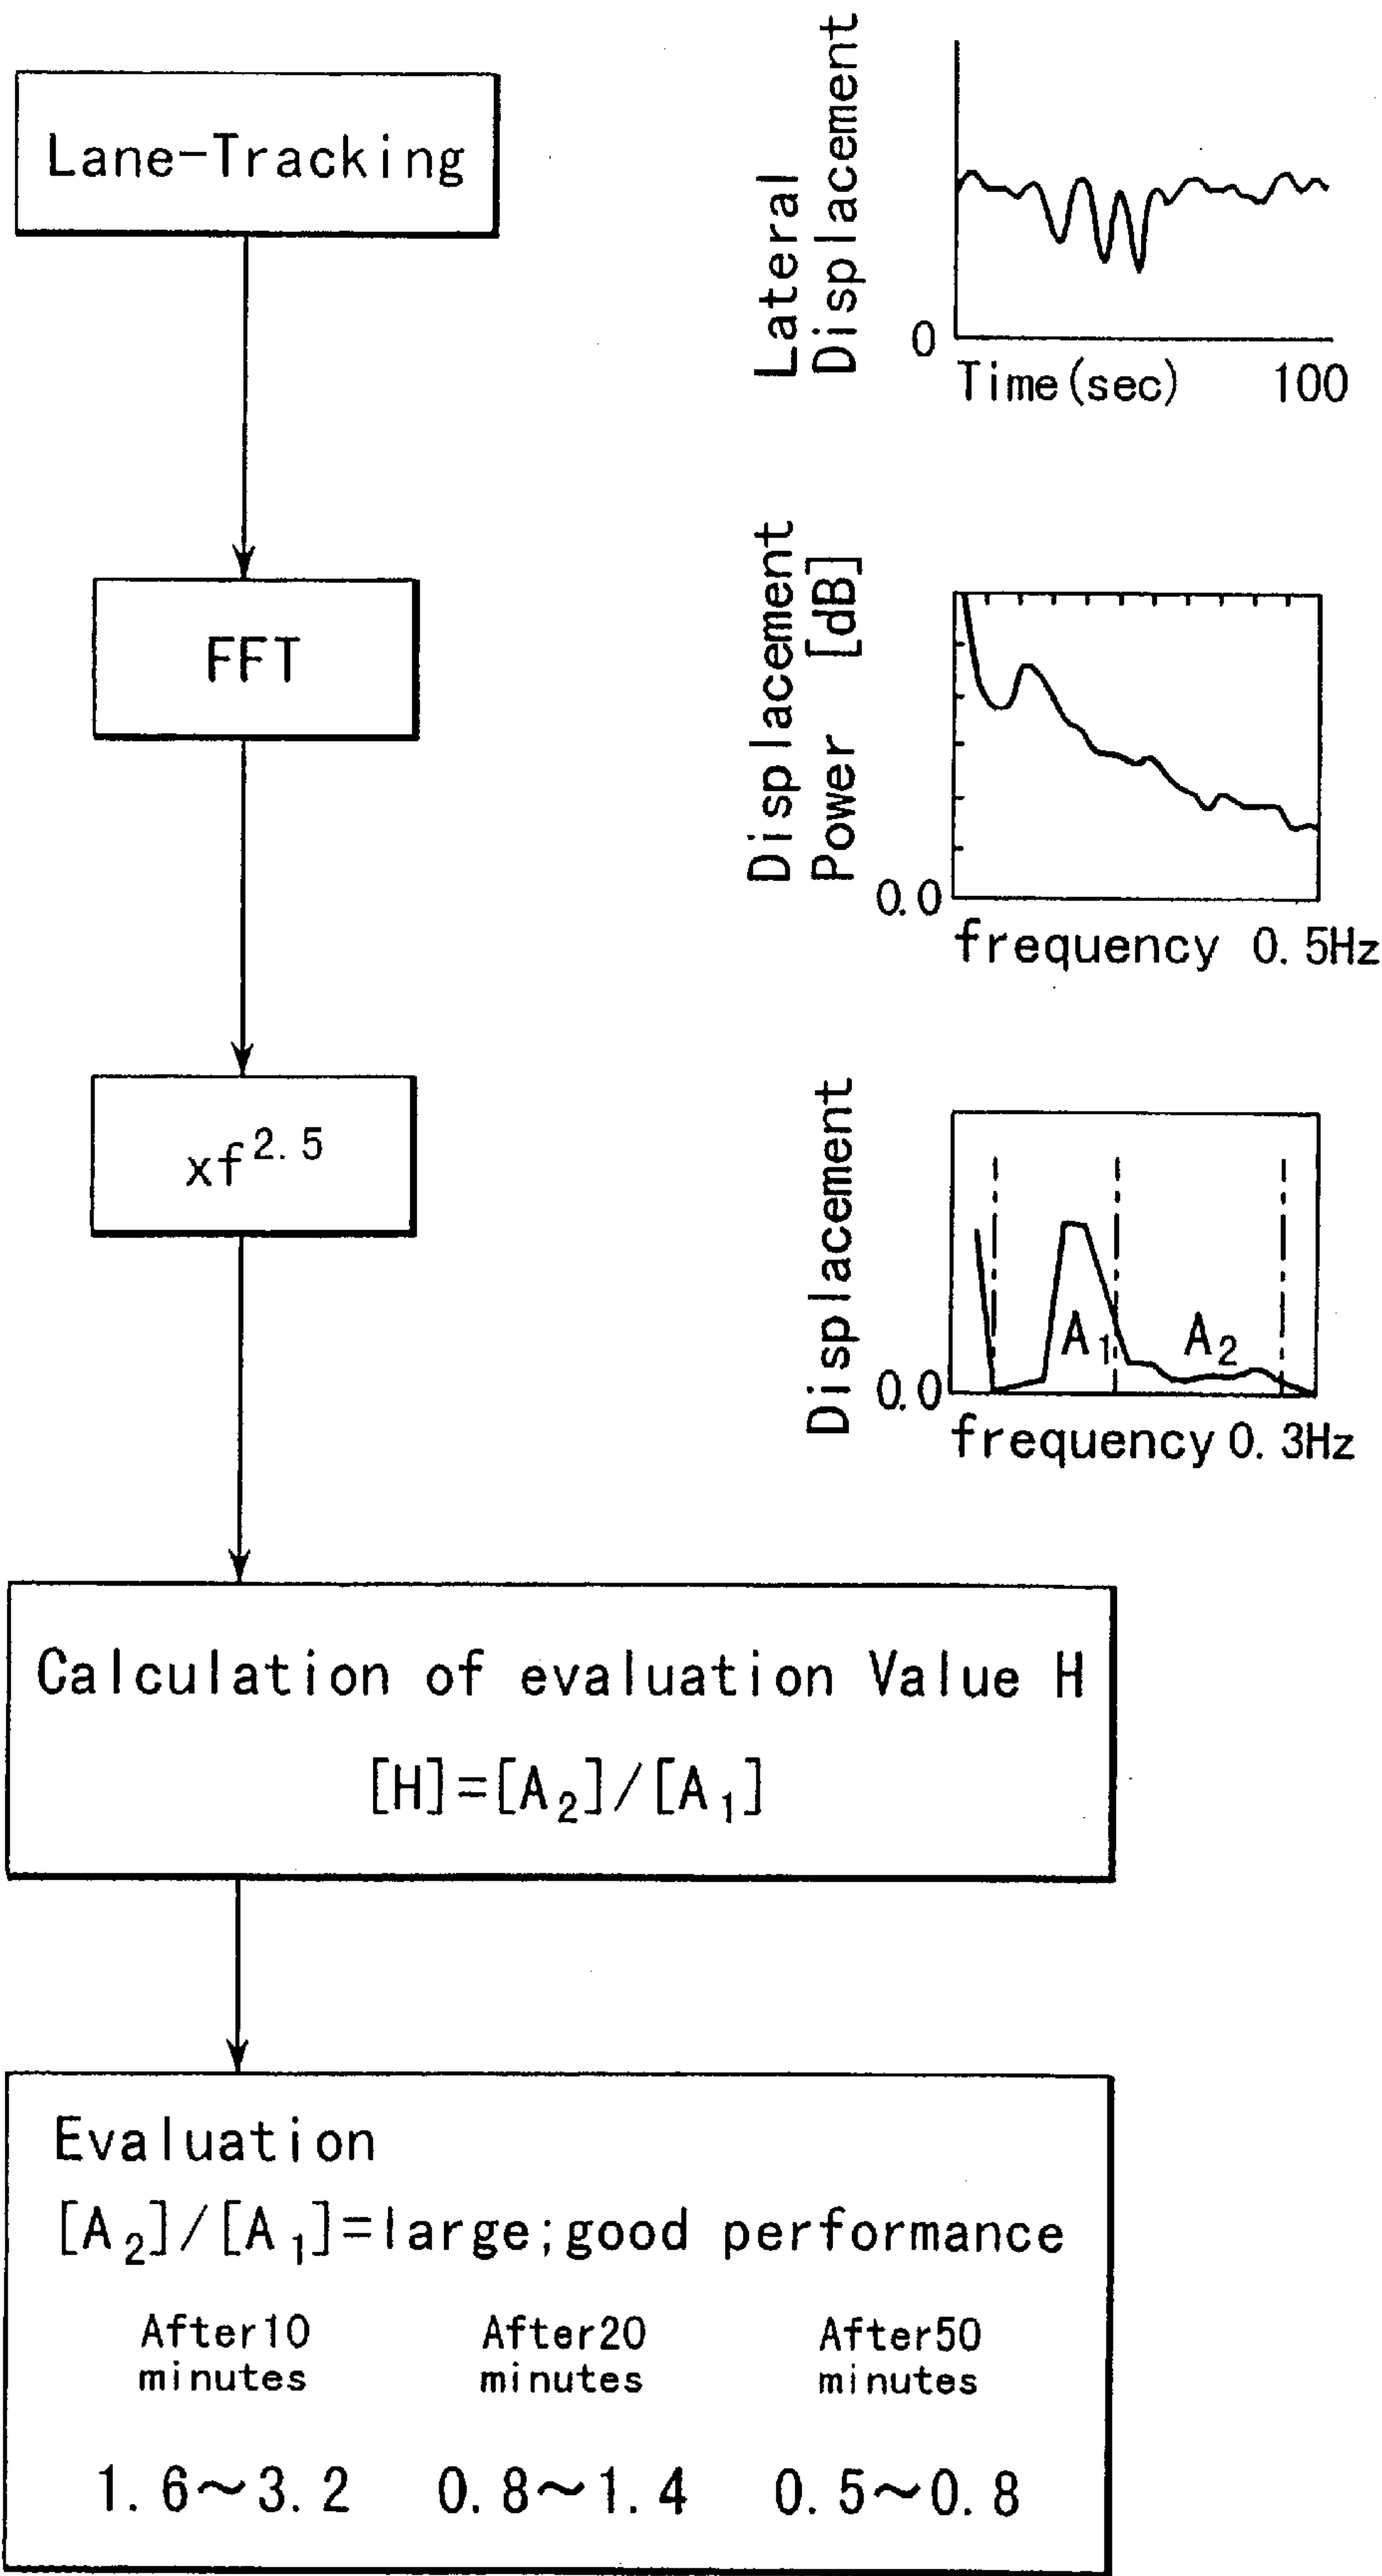 Lane-Tracking
Lateral
Displacement
0
Time(sec) 100
FFT
Displacement
Power [dB]
0.0
frequency 0.5Hz
xf^2.5
Displacement
A₁ A₂
0.0
frequency 0.3Hz
Calculation of evaluation Value H
[H]=[A₂]/[A₁]
Evaluation
[A₂]/[A₁]=large;good performance
After10 After20 After50
minutes minutes minutes
1.6~3.2 0.8~1.4 0.5~0.8